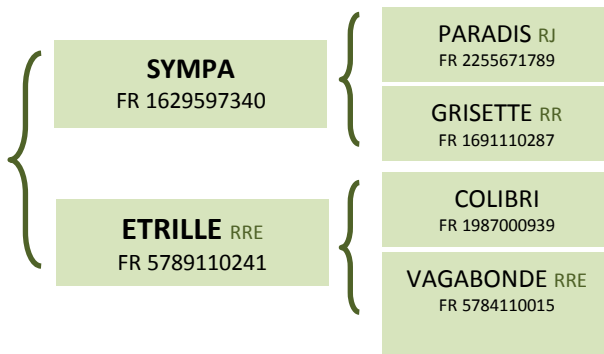 SYMPA
FR 1629597340
ETRILLE RRE
FR 5789110241
PARADIS RJ
FR 2255671789
GRISETTE RR
FR 1691110287
COLIBRI
FR 1987000939
VAGABONDE RRE
FR 5784110015